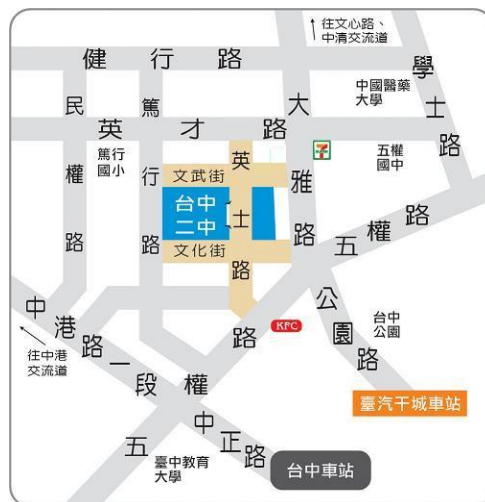 往文心路、
中清交流道
健行路
學士路
中國醫藥
大學
民權路
篤行路
大雅路
英才路
7
篤行
國小
五權
國中
英士路
文武街
台中
二中
文化街
五權路
公園路
台中
公園
KFC
中港路一段
往中港
交流道
臺汽干城車站
中正路
五權路
臺中教育
大學
台中車站